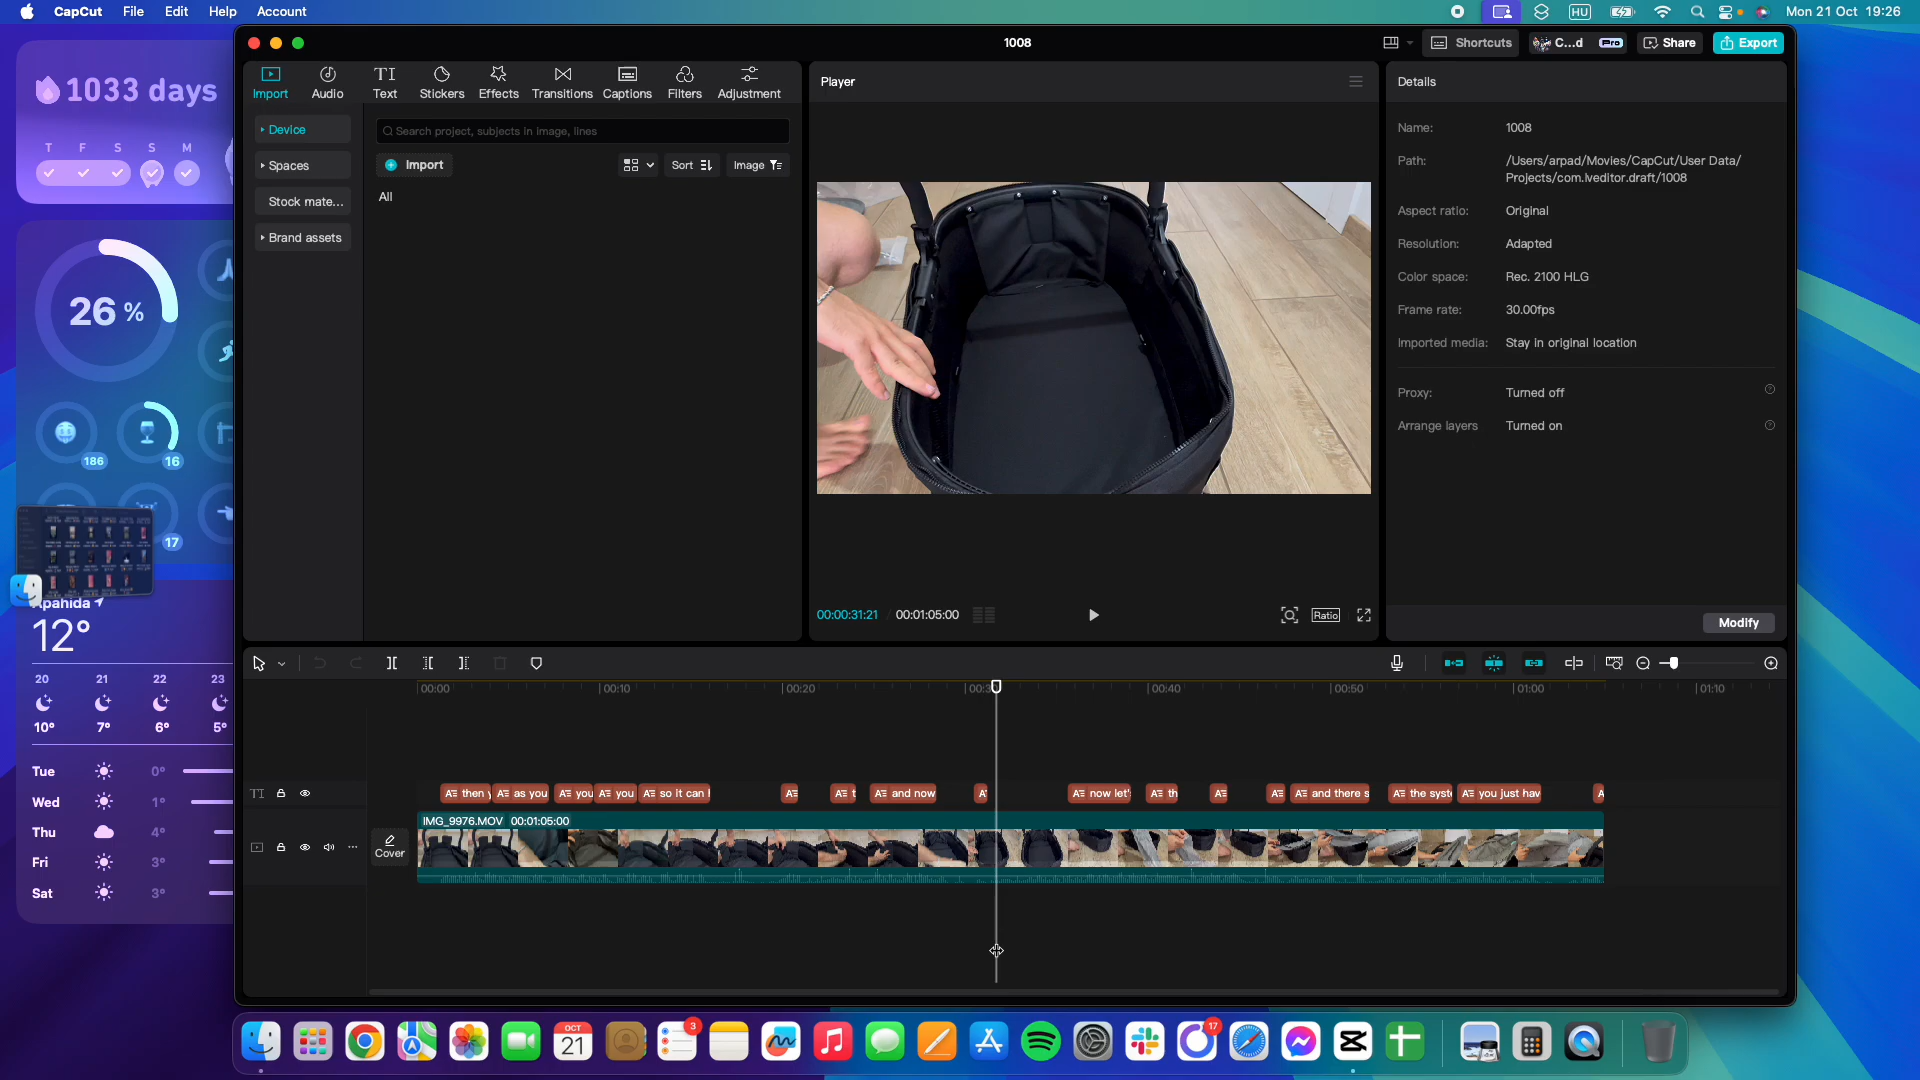 CapCut File Edit Help Account
HU
Mon 21 Oct 19:26
1033 days
T F S S M
26 %
186
16
17
Apahida
12°
20 21 22 23
10° 7° 6° 5°
Tue 0°
Wed 1°
Thu 4°
Fri 3°
Sat 3°
1008
Shortcuts
C...d Pro
Share
Export
Import
Audio
TI
Text
Stickers
Effects
Transitions
Captions
Filters
Adjustment
Device
Spaces
Stock mate...
Brand assets
Search project, subjects in image, lines
Import
Sort
Image
All
Player
00:00:31:21 / 00:01:05:00
Ratio
Details
Name: 1008
Path: /Users/arpad/Movies/CapCut/User Data/
Projects/com.lveditor.draft/1008
Aspect ratio: Original
Resolution: Adapted
Color space: Rec. 2100 HLG
Frame rate: 30.00fps
Imported media: Stay in original location
Proxy: Turned off
Arrange layers Turned on
Modify
00:00 00:10 00:20 00:3 00:40 00:50 01:00 01:10
TI
then y
as you
you
you
so it can l
t
and now
now let'
th
and there s
the syst
you just hav
Cover
IMG_9976.MOV 00:01:05:00
OCT
21
3
17